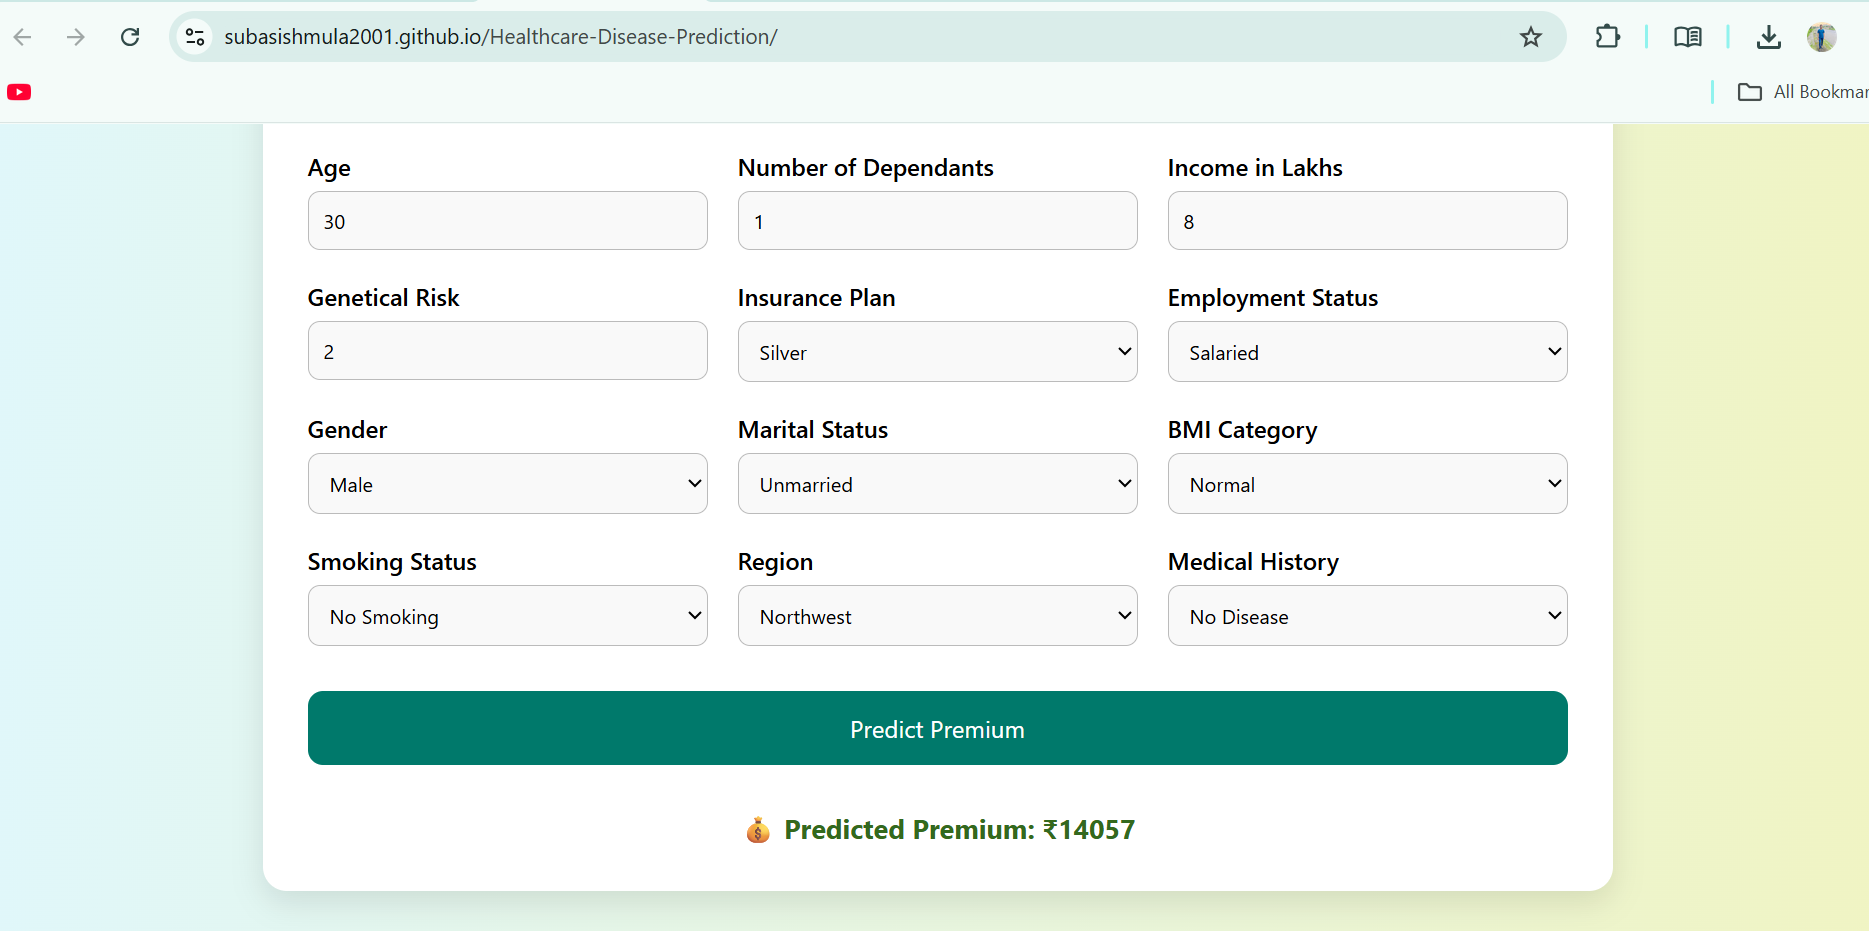 subasishmula2001.github.io/Healthcare-Disease-Prediction/
All Bookmar
Age Number of Dependants Income in Lakhs
30 1 8
Genetical Risk Insurance Plan Employment Status
2 Silver Salaried
Gender Marital Status BMI Category
Male Unmarried Normal
Smoking Status Region Medical History
No Smoking Northwest No Disease
Predict Premium
💰 Predicted Premium: ₹14057